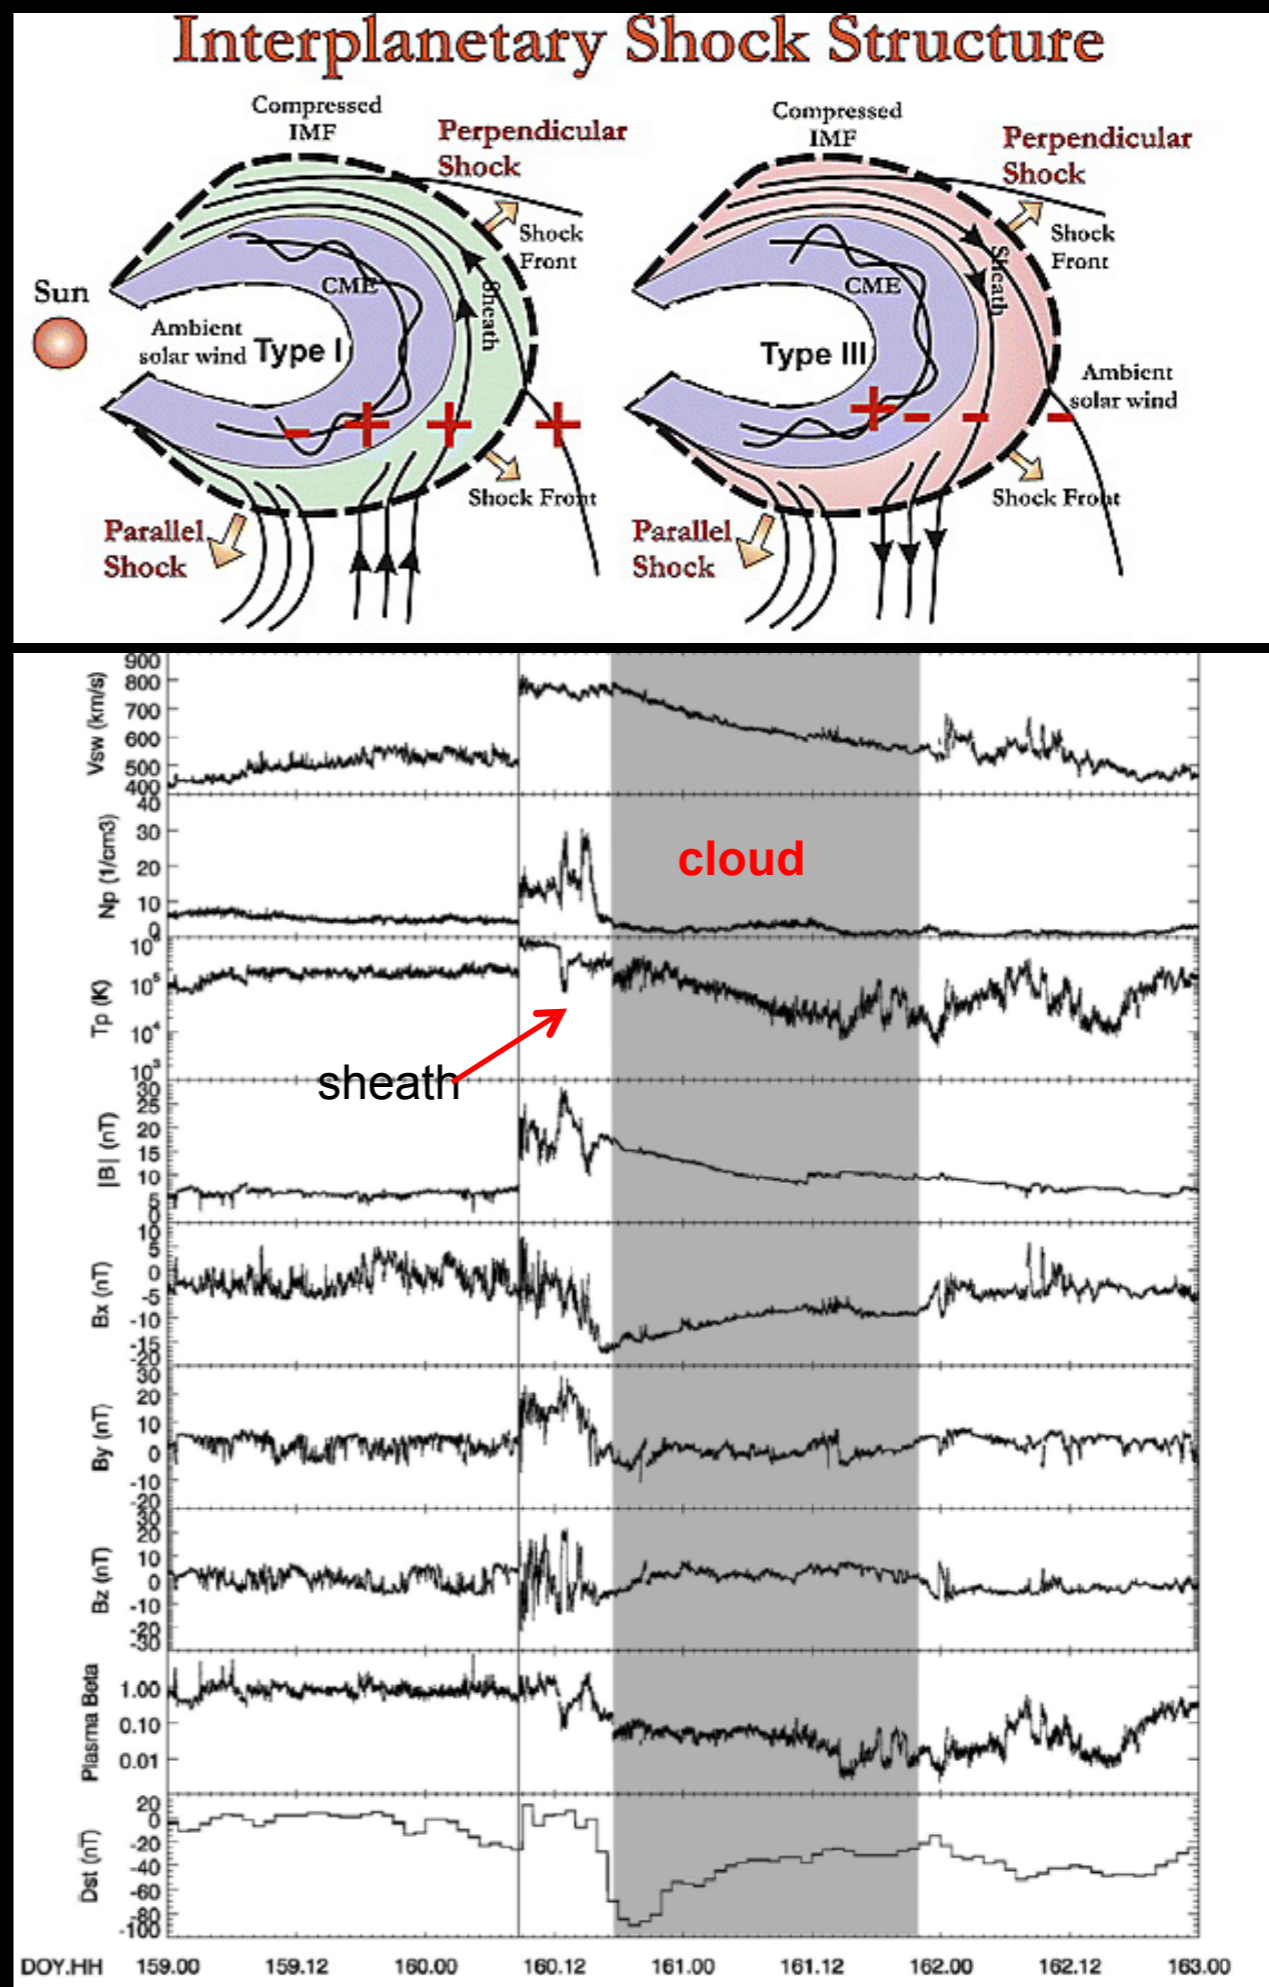 Interplanetary Shock Structure
Compressed
IMF
Perpendicular
Shock
Shock
Front
Sheath
CME
Sun
Ambient
solar wind
Type I
- + + +
Shock Front
Parallel
Shock
Compressed
IMF
Perpendicular
Shock
Shock
Front
Sheath
CME
Type III
Ambient
solar wind
+ - - -
Shock Front
Parallel
Shock
Vsw (km/s)
900
800
700
600
500
400
Np (1/cm3)
40
30
20
10
0
cloud
Tp (K)
10⁶
10⁵
10⁴
10³
sheath
|B| (nT)
30
25
20
15
10
5
0
Bx (nT)
10
5
0
-5
-10
-15
-20
By (nT)
30
20
10
0
-10
-20
Bz (nT)
30
20
10
0
-10
-20
-30
Plasma Beta
1.00
0.10
0.01
Dst (nT)
20
0
-20
-40
-60
-80
-100
DOY.HH 159.00 159.12 160.00 160.12 161.00 161.12 162.00 162.12 163.00